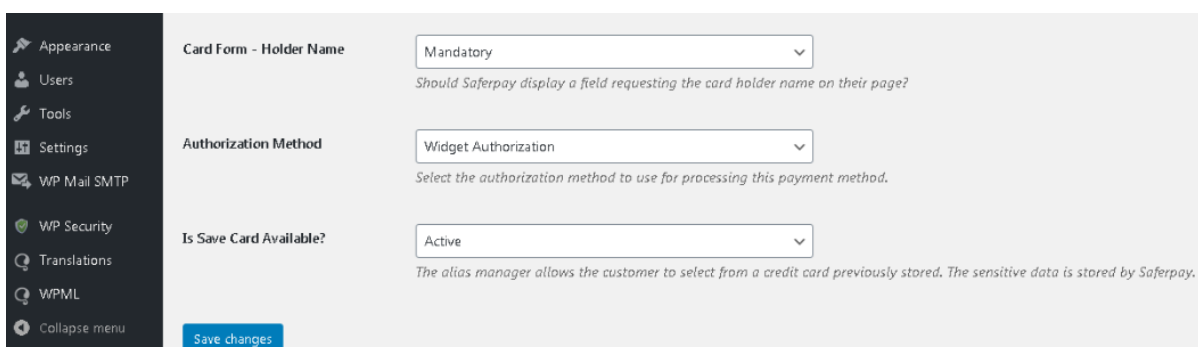 Appearance
Users
Tools
Settings
WP Mail SMTP
WP Security
Translations
WPML
Collapse menu
Card Form - Holder Name
Mandatory
Should Saferpay display a field requesting the card holder name on their page?
Authorization Method
Widget Authorization
Select the authorization method to use for processing this payment method.
Is Save Card Available?
Active
The alias manager allows the customer to select from a credit card previously stored. The sensitive data is stored by Saferpay.
Save changes